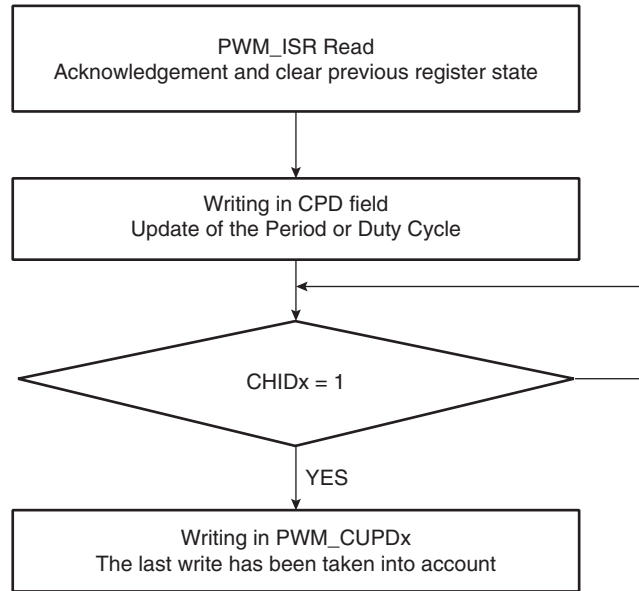 PWM_ISR Read
Acknowledgement and clear previous register state
Writing in CPD field
Update of the Period or Duty Cycle
CHIDx = 1
YES
Writing in PWM_CUPDx
The last write has been taken into account